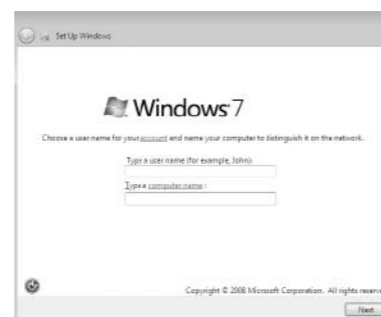 Set Up Windows
Windows 7
Choose a user name for your account and name your computer to distinguish it on the network.
Type a user name (for example, John):
Type a computer name:
Copyright © 2008 Microsoft Corporation. All rights reserve
Next